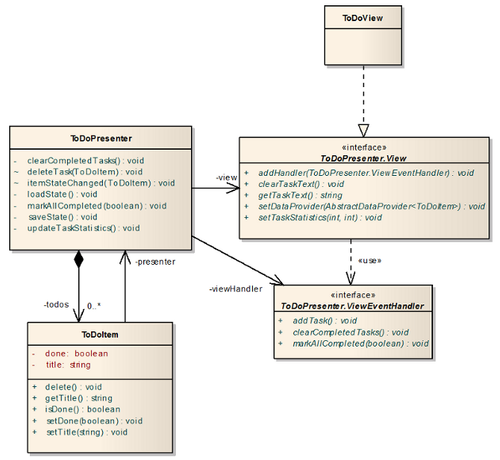 ToDoView
ToDoPresenter
- clearCompletedTasks() : void
~ deleteTask(ToDoItem) : void
~ itemStateChanged(ToDoItem) : void
- loadState() : void
- markAllCompleted(boolean) : void
- saveState() : void
- updateTaskStatistics() : void
-view
«interface»
ToDoPresenter.View
+ addHandler(ToDoPresenter.ViewEventHandler) : void
+ clearTaskText() : void
+ getTaskText() : string
+ setDataProvider(AbstractDataProvider<ToDoItem>) : void
+ setTaskStatistics(int, int) : void
-presenter
«use»
-viewHandler
-todos
0..*
«interface»
ToDoPresenter.ViewEventHandler
+ addTask() : void
+ clearCompletedTasks() : void
+ markAllCompleted(boolean) : void
ToDoItem
- done: boolean
- title: string
+ delete() : void
+ getTitle() : string
+ isDone() : boolean
+ setDone(boolean) : void
+ setTitle(string) : void